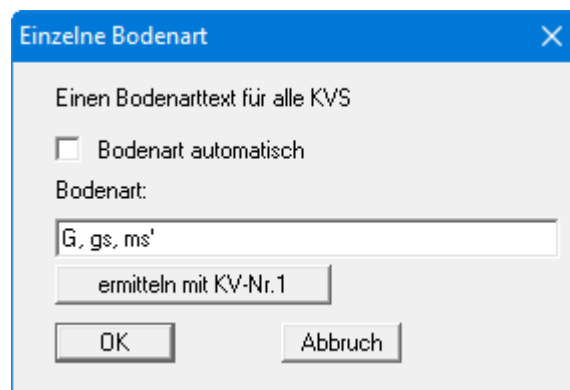 Einzelne Bodenart
Einen Bodenarttext für alle KVS
Bodenart automatisch
Bodenart:
G, gs, ms'
ermitteln mit KV-Nr.1
OK
Abbruch